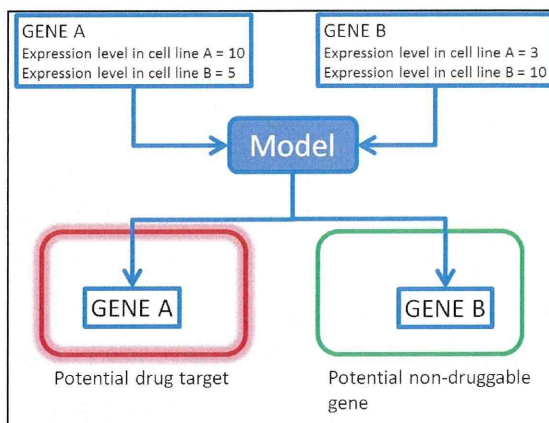 GENE A
Expression level in cell line A = 10
Expression level in cell line B = 5
GENE B
Expression level in cell line A = 3
Expression level in cell line B = 10
Model
GENE A
GENE B
Potential drug target
Potential non-druggable
gene